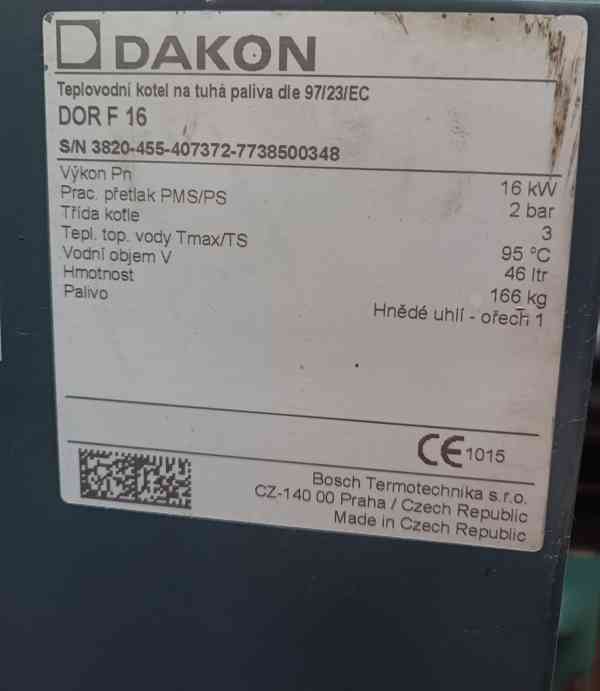 DAKON
Teplovodní kotel na tuhá paliva dle 97/23/EC
DOR F 16
S/N 3820-455-407372-7738500348
Výkon Pn 16 kW
Prac. přetlak PMS/PS 2 bar
Třída kotle 3
Tepl. top. vody Tmax/TS 95 °C
Vodní objem V 46 ltr
Hmotnost 166 kg
Palivo Hnědé uhlí - ořech 1
CE 1015
Bosch Termotechnika s.r.o.
CZ-140 00 Praha / Czech Republic
Made in Czech Republic